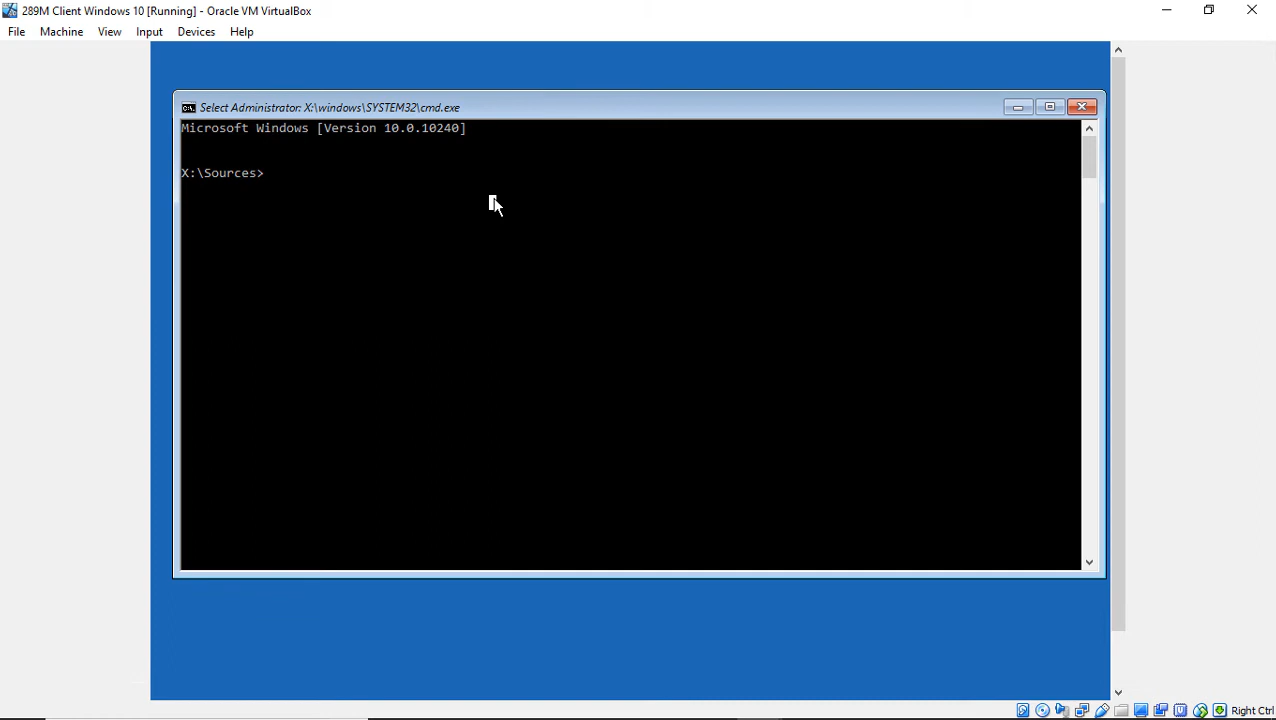 289M Client Windows 10 [Running] - Oracle VM VirtualBox
File Machine View Input Devices Help
Select Administrator: X:\windows\SYSTEM32\cmd.exe
Microsoft Windows [Version 10.0.10240]
X:\Sources>
Right Ctrl